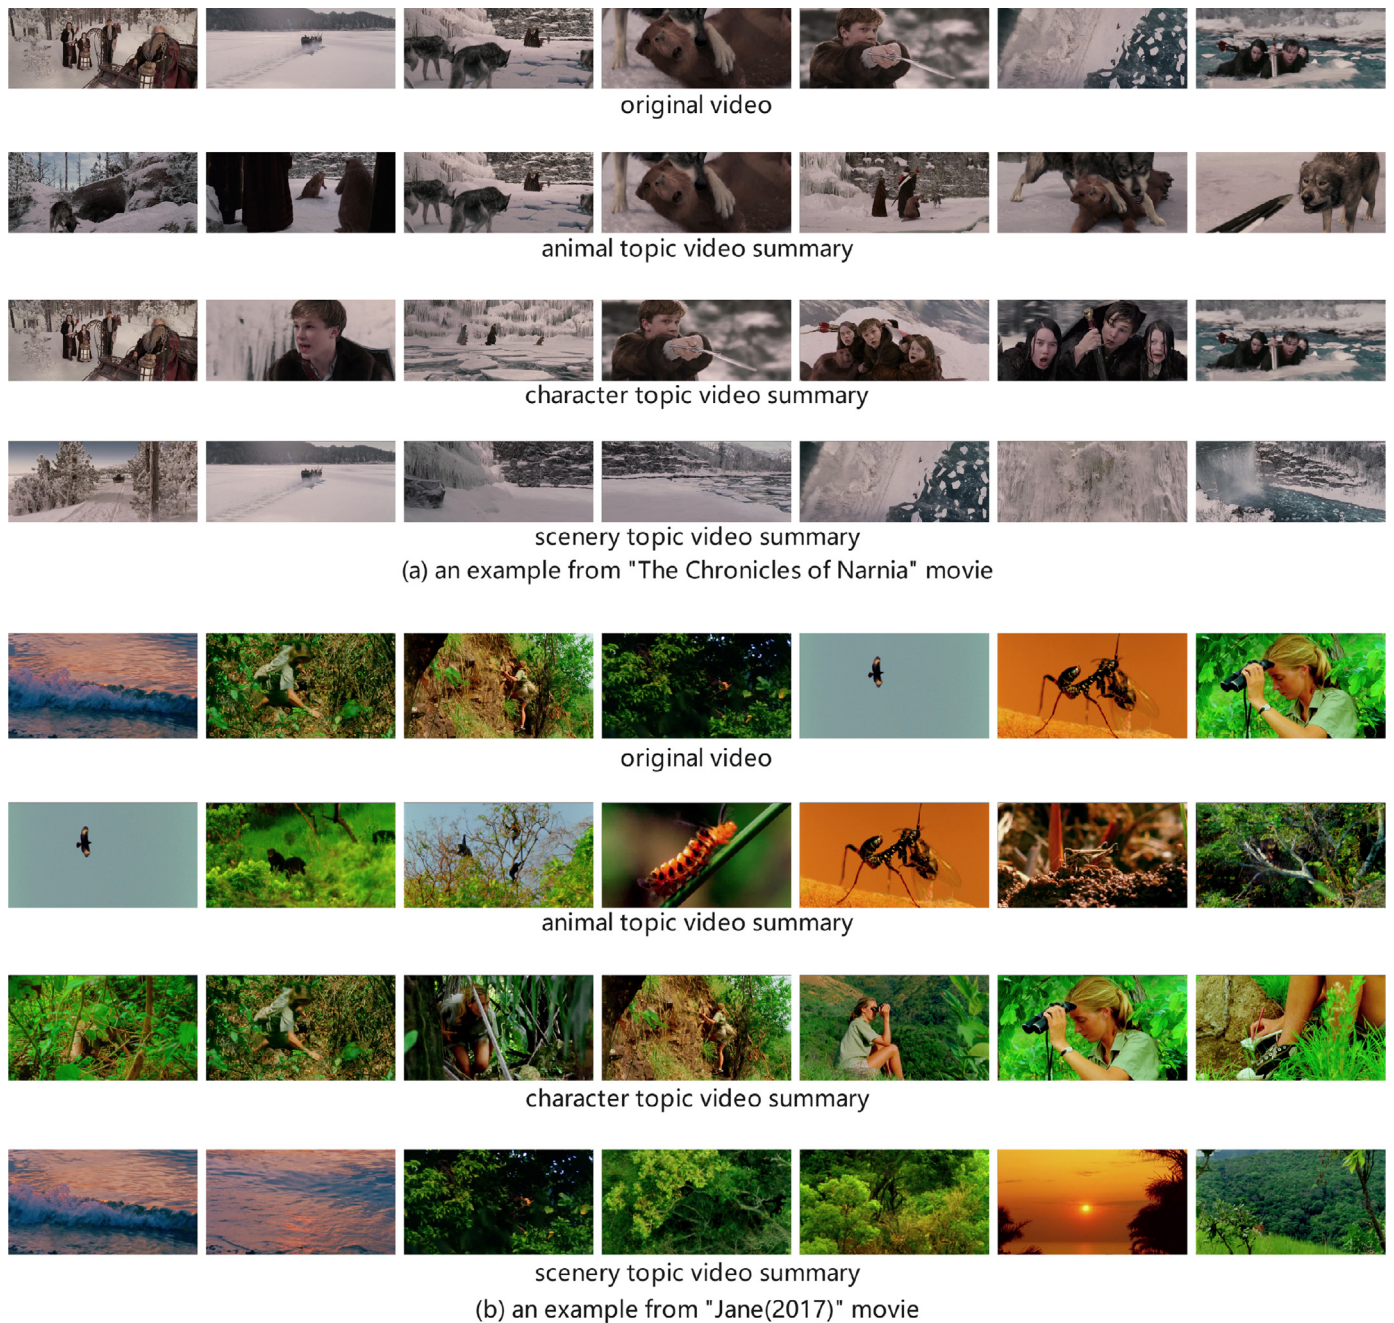 original video
animal topic video summary
character topic video summary
scenery topic video summary
(a) an example from "The Chronicles of Narnia" movie
original video
animal topic video summary
character topic video summary
scenery topic video summary
(b) an example from "Jane(2017)" movie